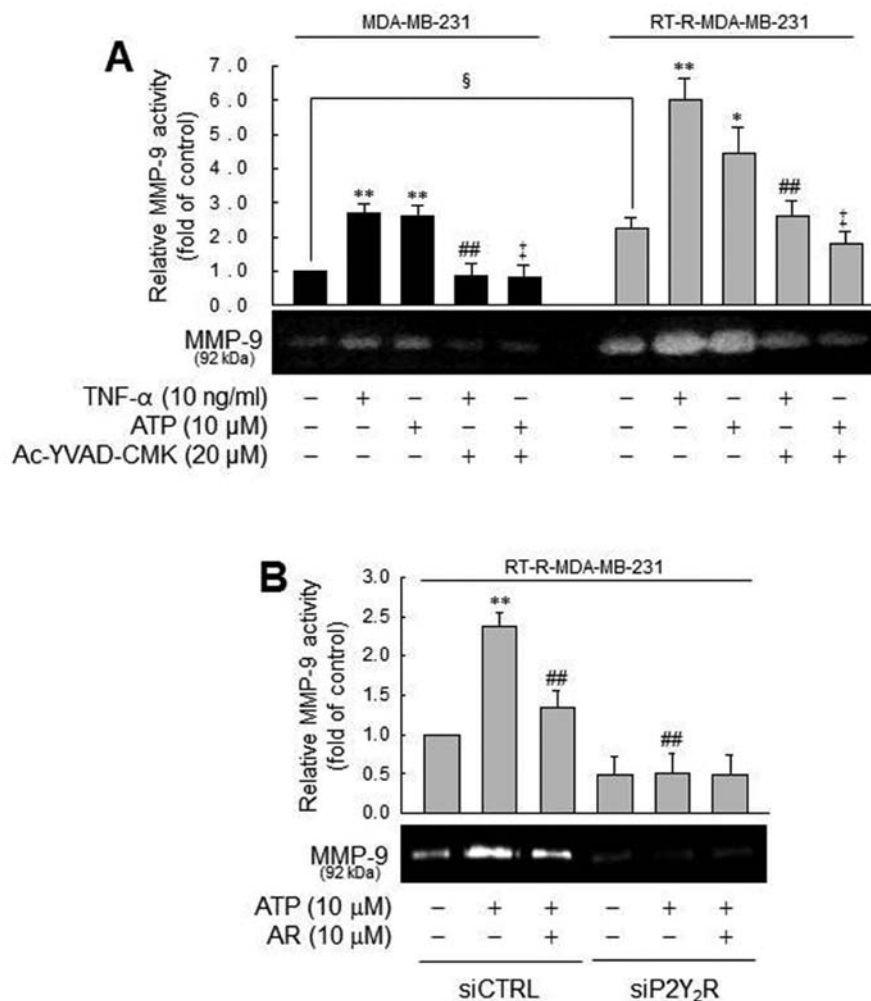 MDA-MB-231 RT-R-MDA-MB-231
A
Relative MMP-9 activity
(fold of control)
7.0
6.0
5.0
4.0
3.0
2.0
1.0
0.0
§
** ** ## ‡ ** * ## ‡
MMP-9
(92 kDa)
TNF-α (10 ng/ml) – + – + – – + – + –
ATP (10 µM) – – + – + – – + – +
Ac-YVAD-CMK (20 µM) – – – + + – – – + +
B
RT-R-MDA-MB-231
Relative MMP-9 activity
(fold of control)
3.0
2.5
2.0
1.5
1.0
0.5
0.0
** ## ##
MMP-9
(92 kDa)
ATP (10 µM) – + + – + +
AR (10 µM) – – + – – +
siCTRL siP2Y₂R